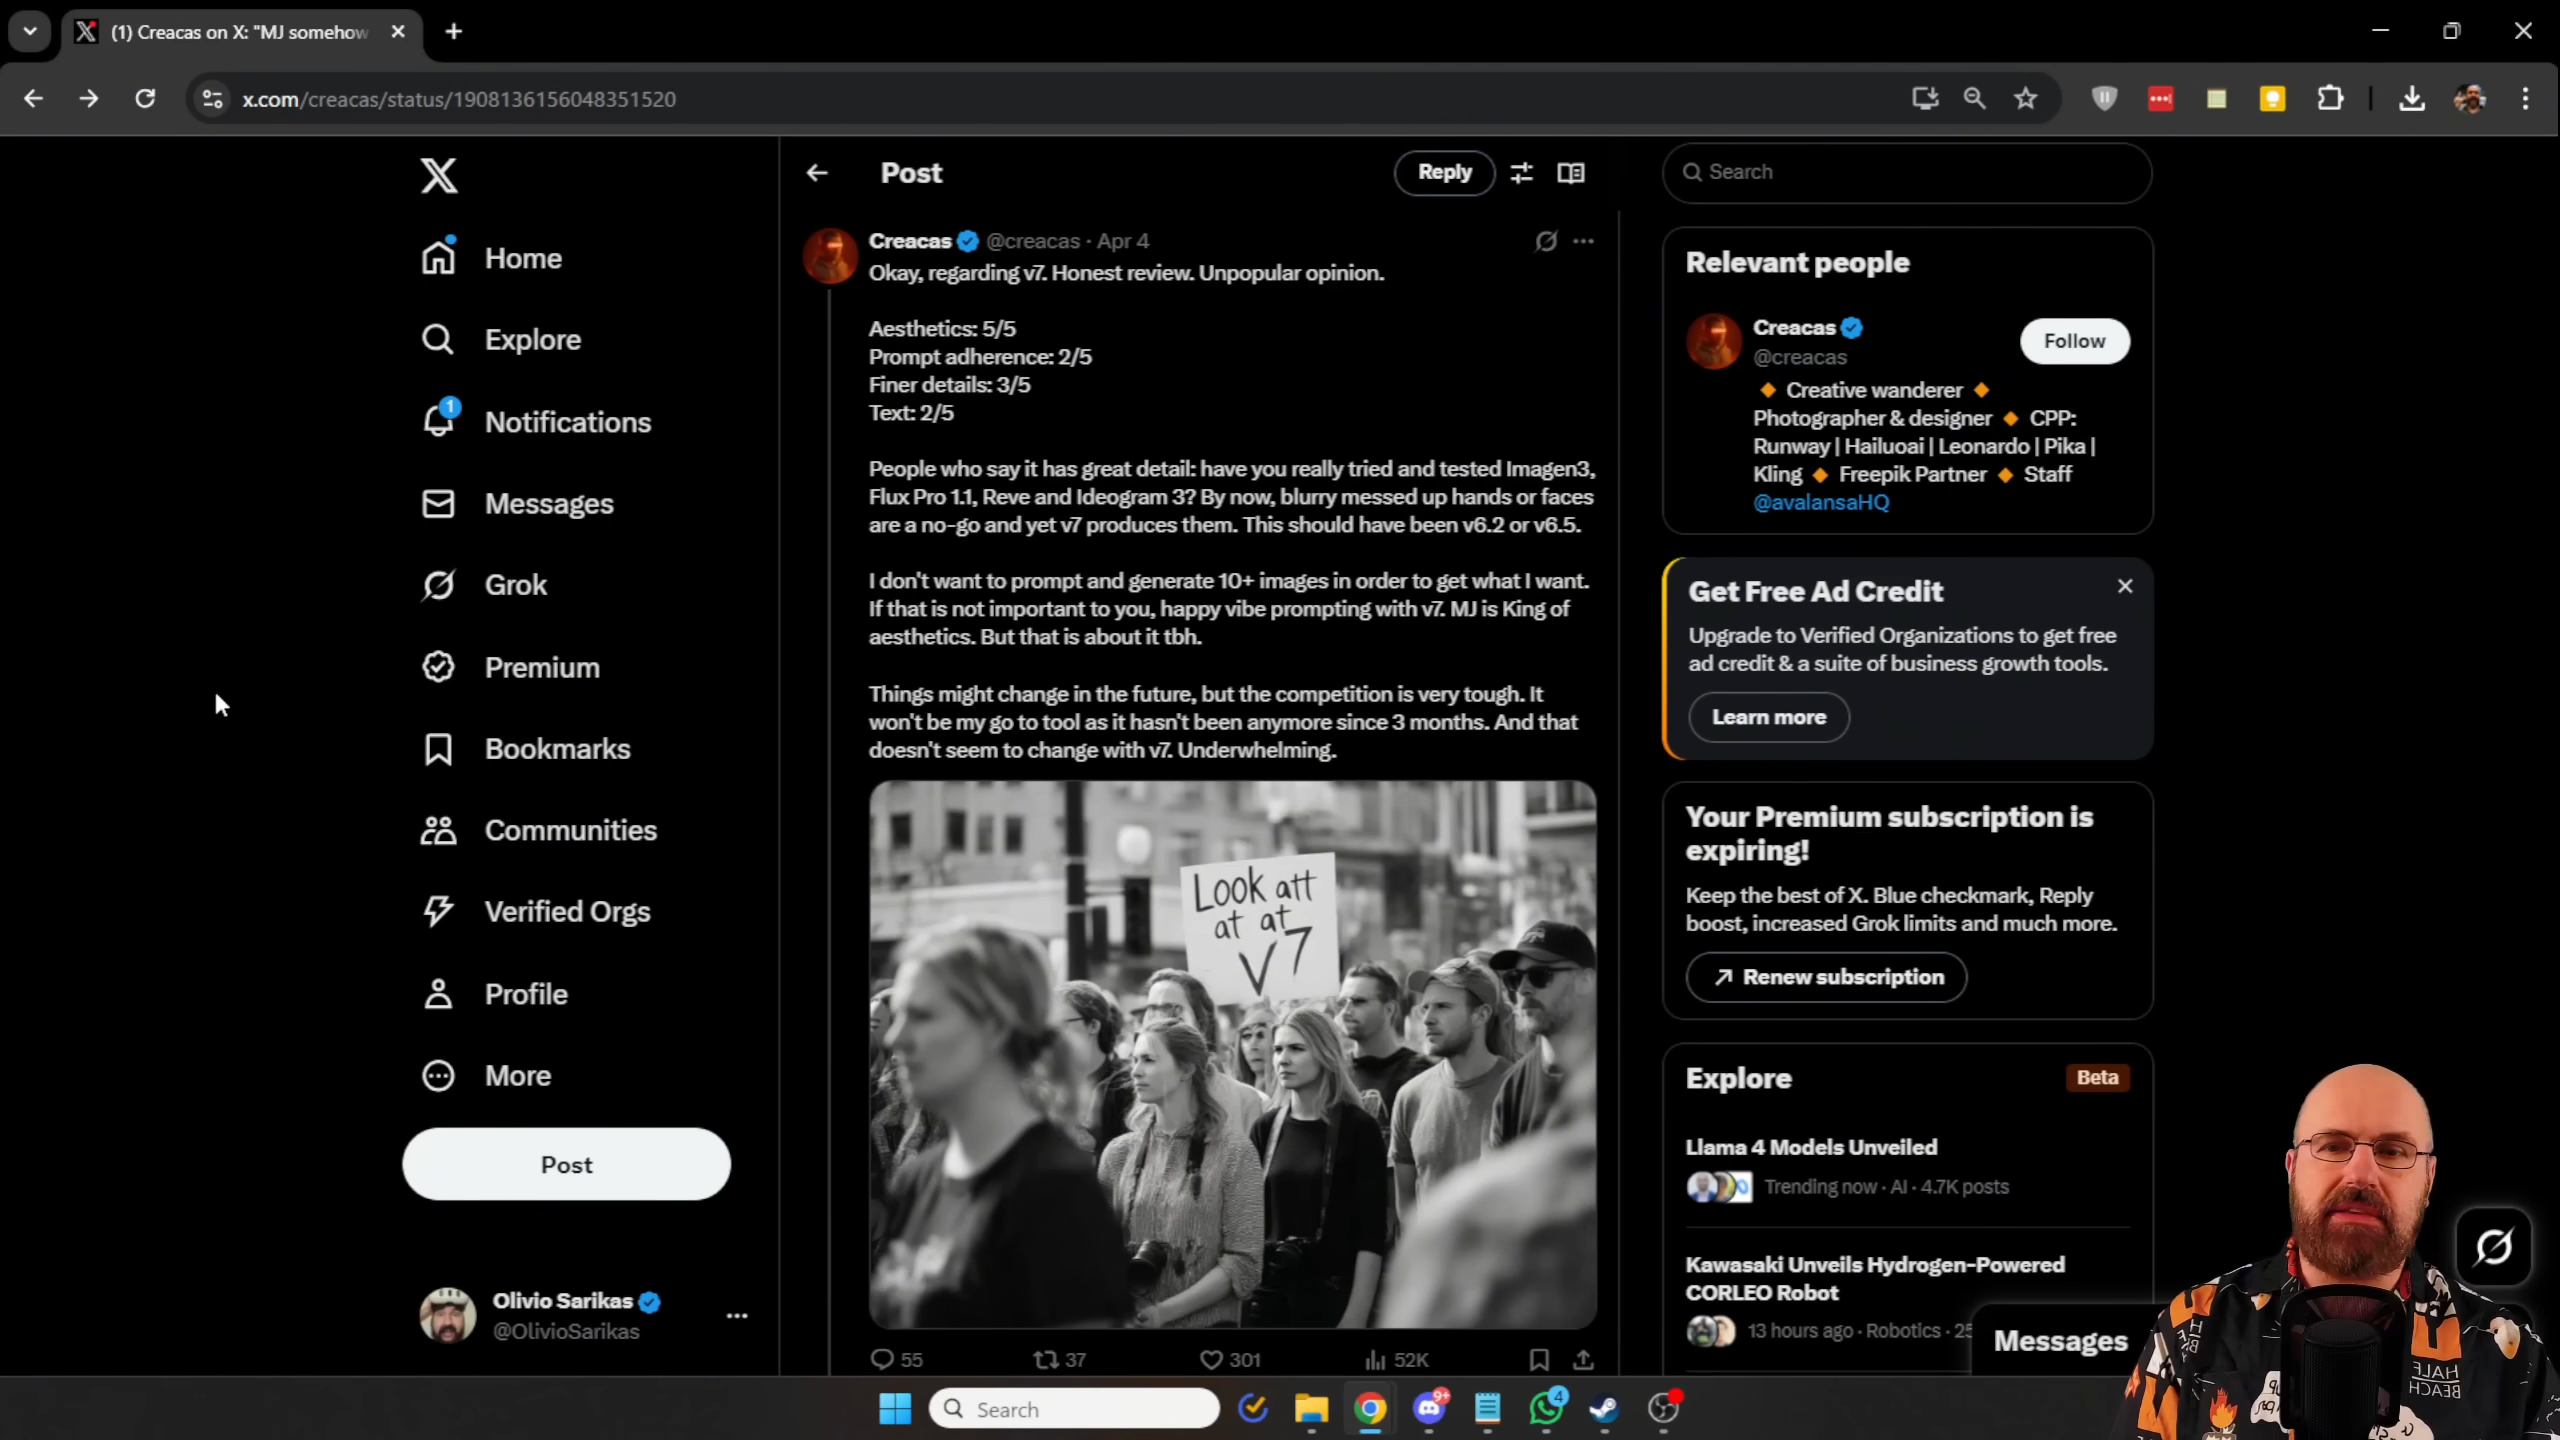 (1) Creacas on X: "MJ somehow
x.com/creacas/status/1908136156048351520
Home
Explore
1
Notifications
Messages
Grok
Premium
Bookmarks
Communities
Verified Orgs
Profile
More
Post
Olivio Sarikas
@OlivioSarikas
Post
Reply
Creacas @creacas · Apr 4
Okay, regarding v7. Honest review. Unpopular opinion.
Aesthetics: 5/5
Prompt adherence: 2/5
Finer details: 3/5
Text: 2/5
People who say it has great detail: have you really tried and tested Imagen3,
Flux Pro 1.1, Reve and Ideogram 3? By now, blurry messed up hands or faces
are a no-go and yet v7 produces them. This should have been v6.2 or v6.5.
I don't want to prompt and generate 10+ images in order to get what I want.
If that is not important to you, happy vibe prompting with v7. MJ is King of
aesthetics. But that is about it tbh.
Things might change in the future, but the competition is very tough. It
won't be my go to tool as it hasn't been anymore since 3 months. And that
doesn't seem to change with v7. Underwhelming.
Look att
at at
V7
55
37
301
52K
Search
Relevant people
Creacas
@creacas
Follow
Creative wanderer
Photographer & designer CPP:
Runway | Hailuoai | Leonardo | Pika |
Kling Freepik Partner Staff
@avalansaHQ
Get Free Ad Credit
Upgrade to Verified Organizations to get free
ad credit & a suite of business growth tools.
Learn more
Your Premium subscription is
expiring!
Keep the best of X. Blue checkmark, Reply
boost, increased Grok limits and much more.
Renew subscription
Explore
Beta
Llama 4 Models Unveiled
Trending now · AI · 4.7K posts
Kawasaki Unveils Hydrogen-Powered
CORLEO Robot
13 hours ago · Robotics ·
Messages
HALF
BEACH
Search
9+
4